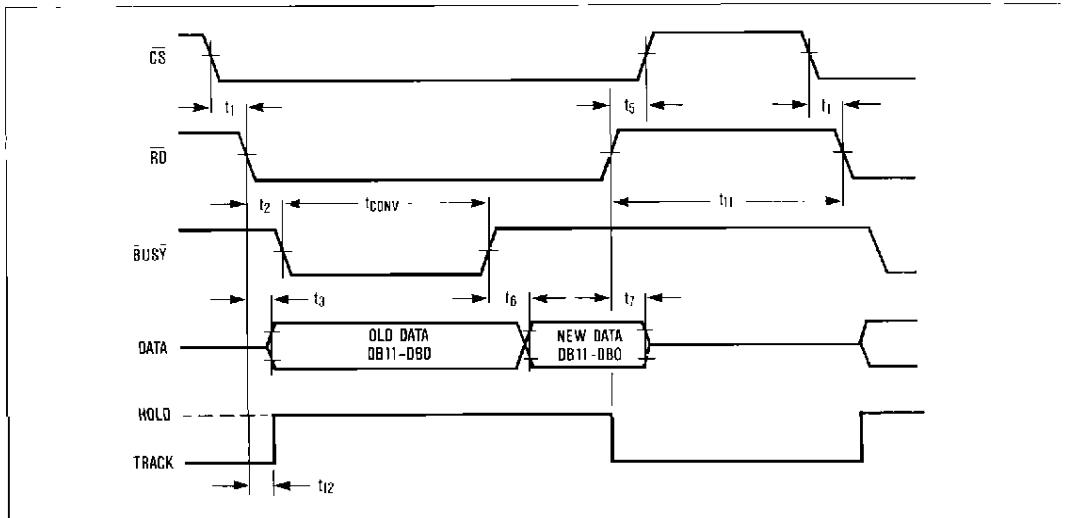 CS
t1
t5
t1
RD
t2
tCONV
t11
BUSY
t3
t6
t7
DATA
OLD DATA
DB11-DB0
NEW DATA
DB11-DB0
HOLD
TRACK
t12